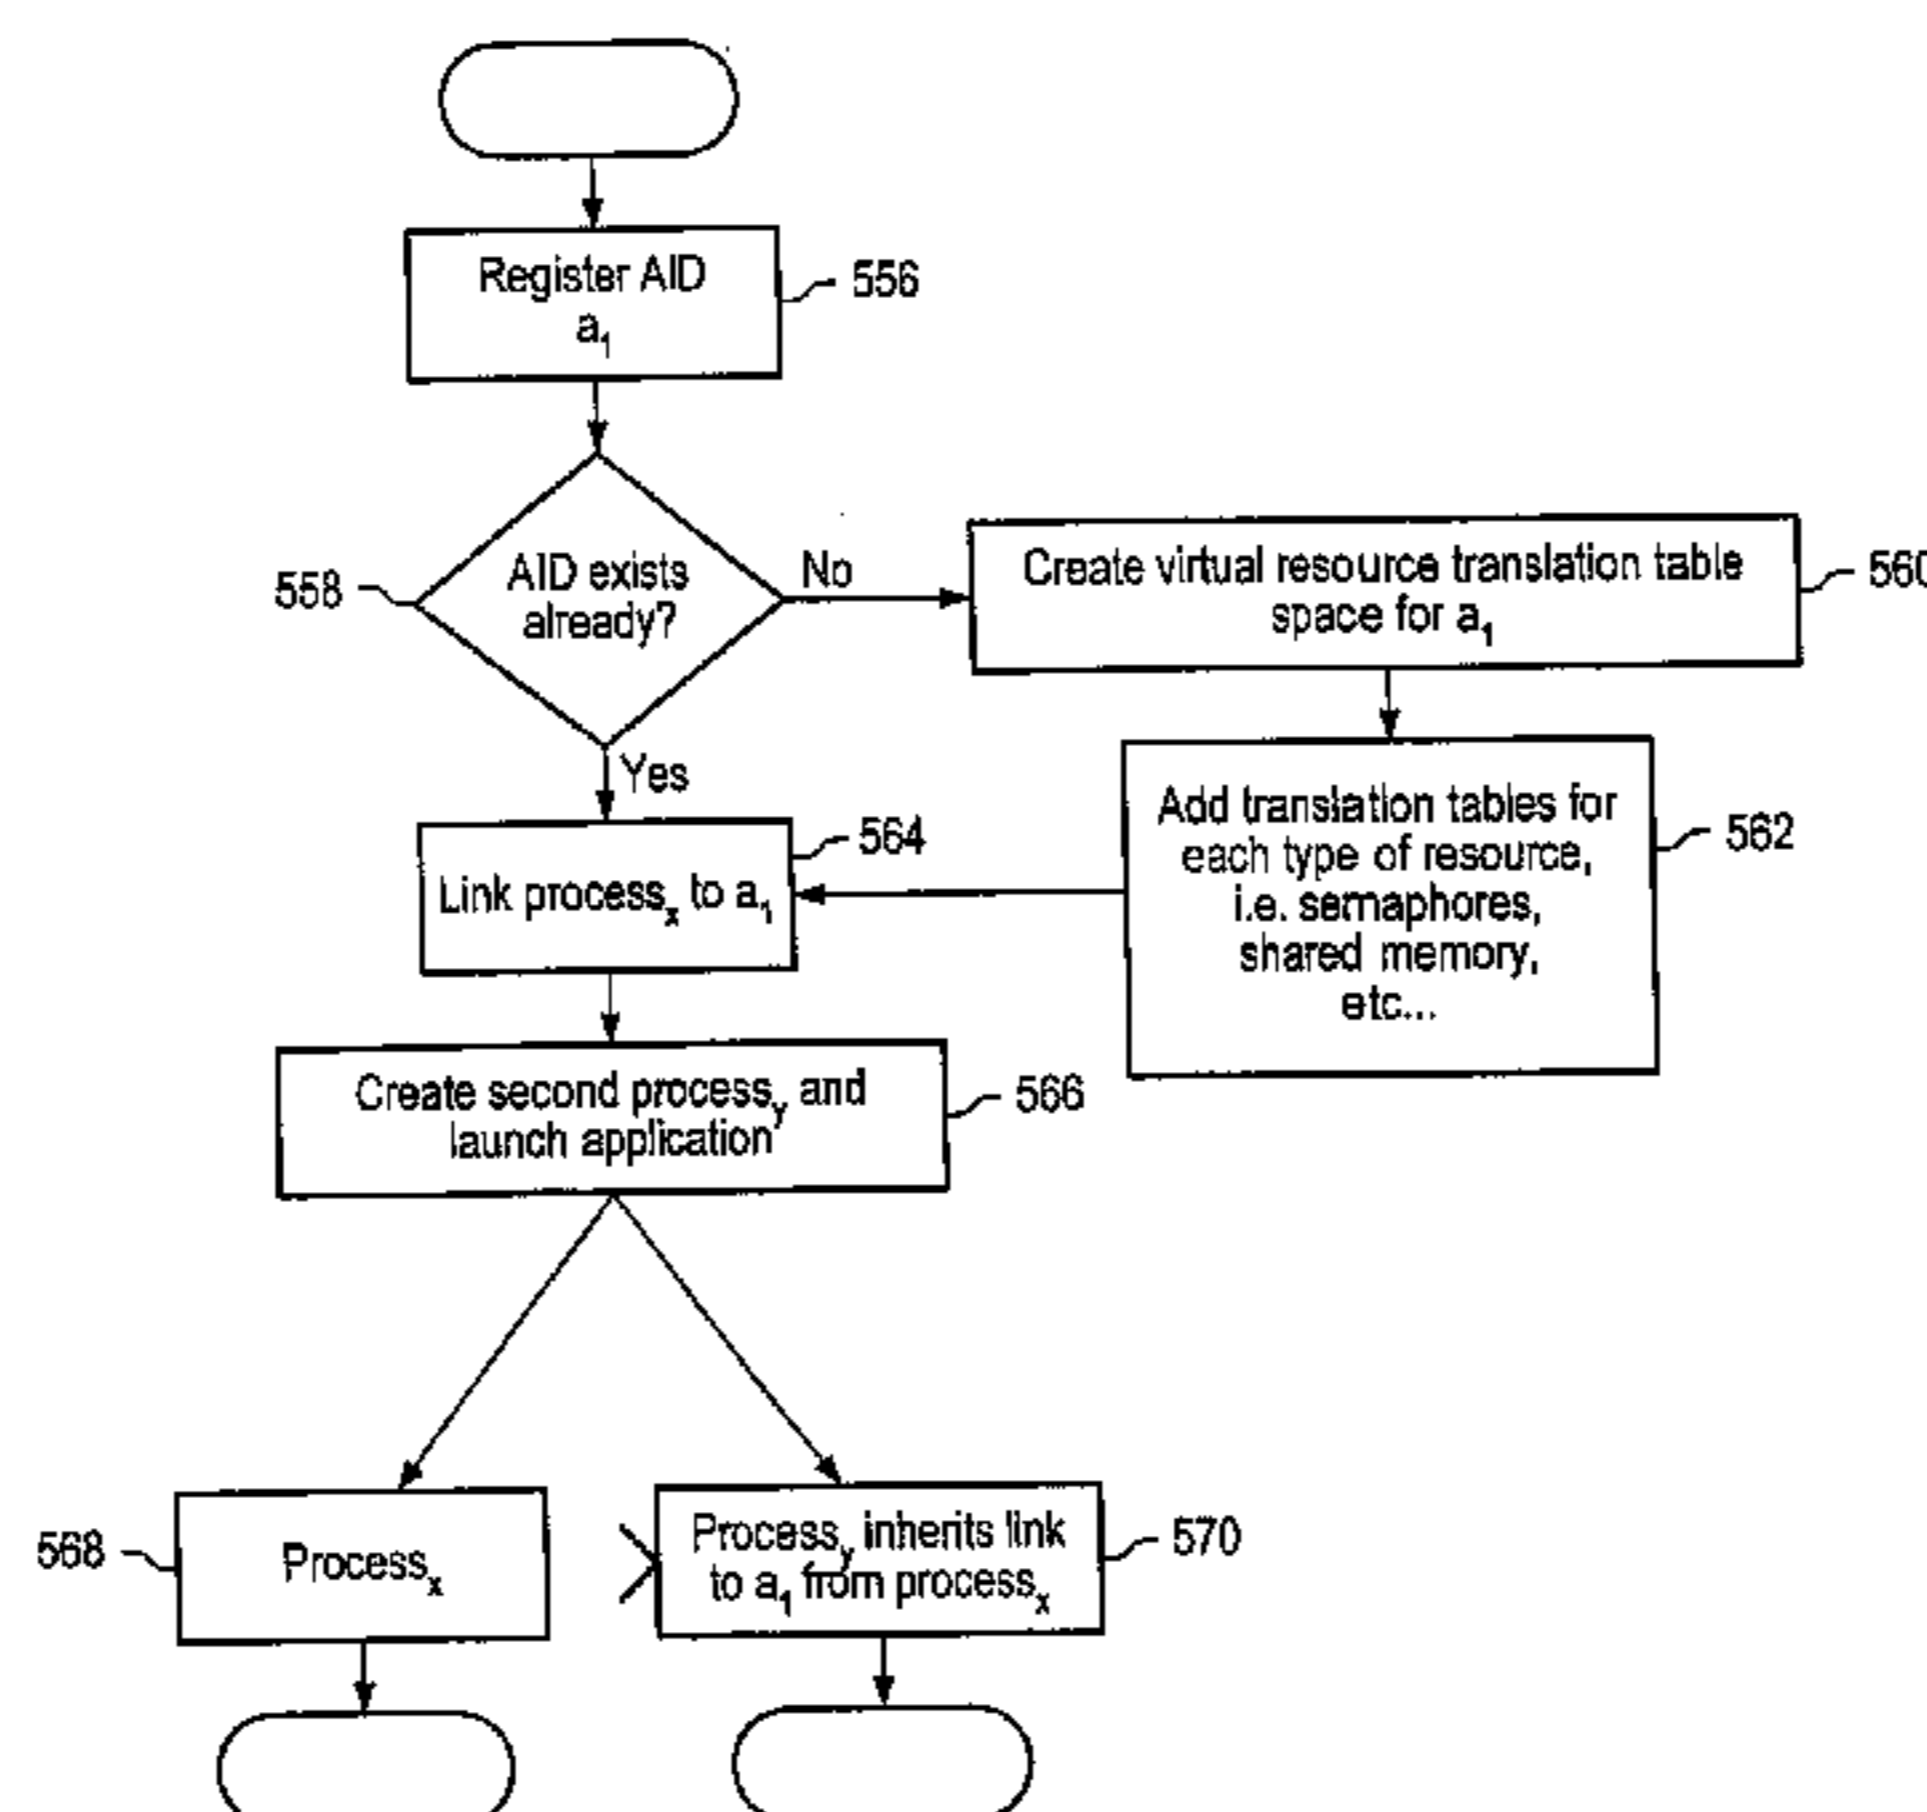 Register AID
a1
556
558
AID exists
already?
No
Create virtual resource translation table
space for a1
560
Yes
Add translation tables for
each type of resource,
i.e. semaphores,
shared memory,
etc...
562
564
Link processx to a1
Create second processy and
launch application
566
568
Processx
Processy inherits link
to a1 from processx
570